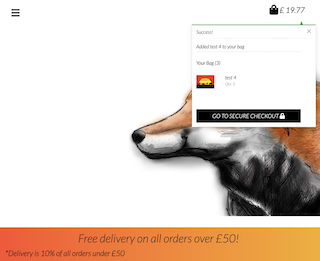 £ 19.77
Success!
Added test 4 to your bag
Your Bag (3)
test 4
Qty: 3
GO TO SECURE CHECKOUT
Free delivery on all orders over £50!
*Delivery is 10% of all orders under £50